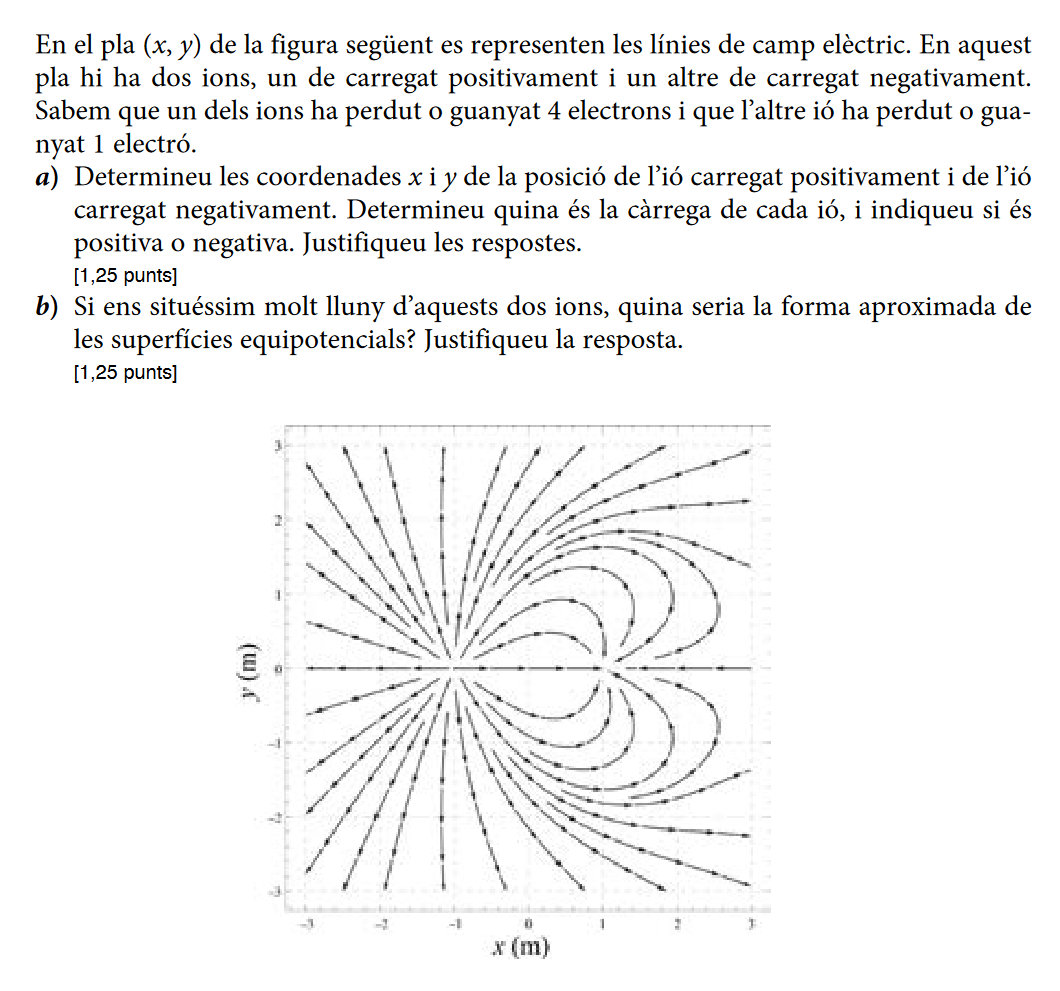 En el pla (x, y) de la figura següent es representen les línies de camp elèctric. En aquest
pla hi ha dos ions, un de carregat positivament i un altre de carregat negativament.
Sabem que un dels ions ha perdut o guanyat 4 electrons i que l’altre ió ha perdut o gua-
nyat 1 electró.
a) Determineu les coordenades x i y de la posició de l’ió carregat positivament i de l’ió
carregat negativament. Determineu quina és la càrrega de cada ió, i indiqueu si és
positiva o negativa. Justifiqueu les respostes.
[1,25 punts]
b) Si ens situéssim molt lluny d’aquests dos ions, quina seria la forma aproximada de
les superfícies equipotencials? Justifiqueu la resposta.
[1,25 punts]
3
2
1
0
-1
-2
-3
y (m)
-3 -2 -1 0 1 2 3
x (m)